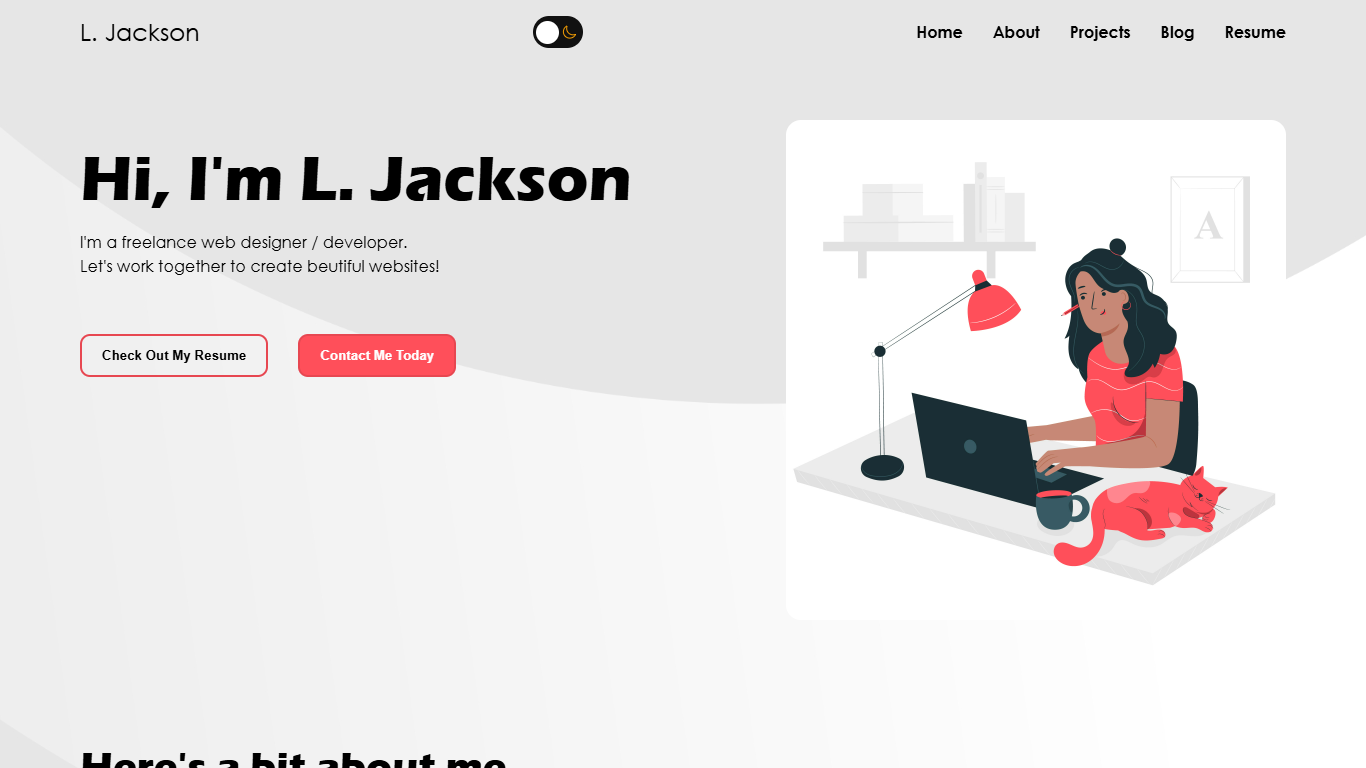 L. Jackson
Home About Projects Blog Resume
Hi, I'm L. Jackson
I'm a freelance web designer / developer.
Let's work together to create beutiful websites!
Check Out My Resume Contact Me Today
A
Here's a bit about me